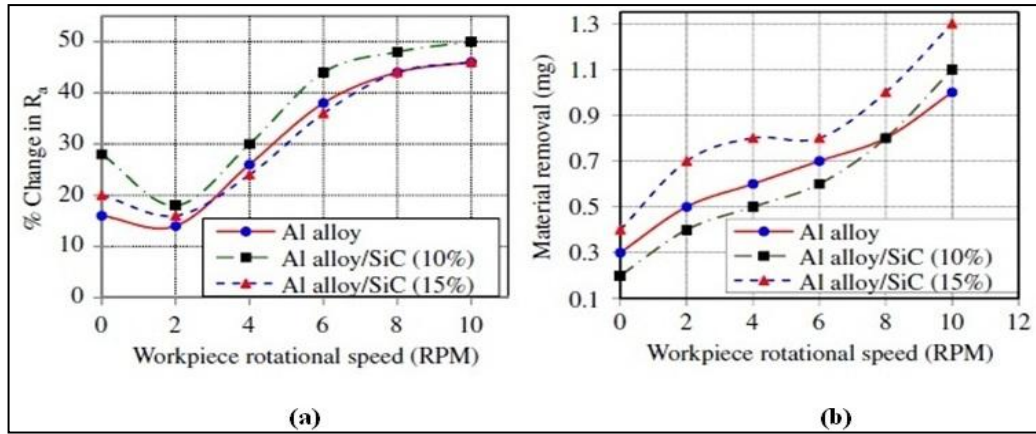 % Change in Ra
50
40
30
20
10
0
Al alloy
Al alloy/SiC (10%)
Al alloy/SiC (15%)
0 2 4 6 8 10
Workpiece rotational speed (RPM)
(a)
Material removal (mg)
1.3
1.1
0.9
0.7
0.5
0.3
0.1
Al alloy
Al alloy/SiC (10%)
Al alloy/SiC (15%)
0 2 4 6 8 10 12
Workpiece rotational speed (RPM)
(b)